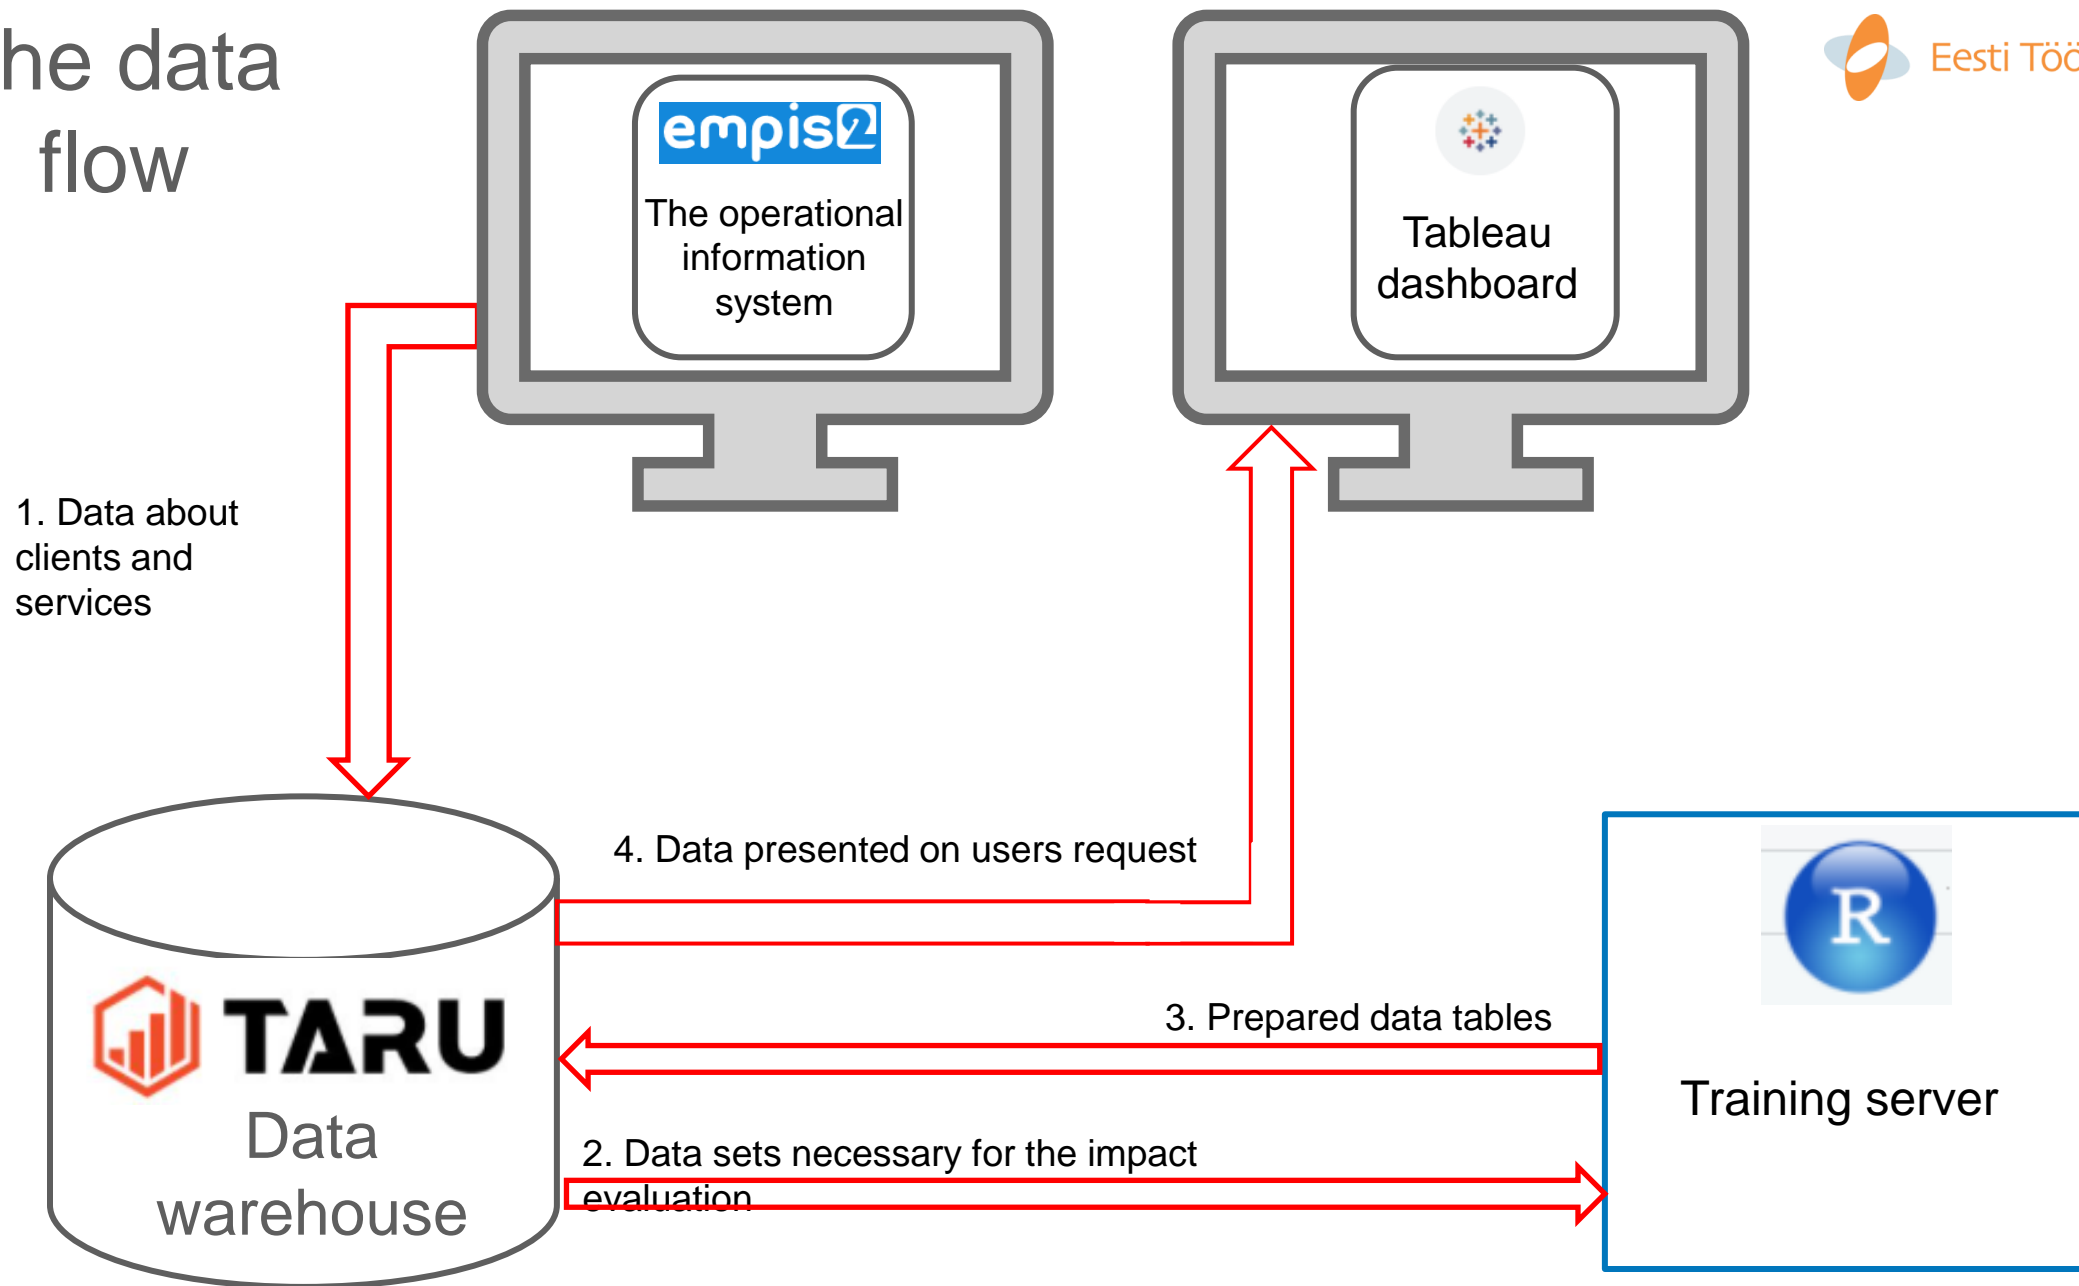 he data
flow
empis2
The operational
information
system
Tableau
dashboard
Eesti Töö
1. Data about
clients and
services
4. Data presented on users request
R
3. Prepared data tables
TARU
Data
warehouse
Training server
2. Data sets necessary for the impact
evaluation